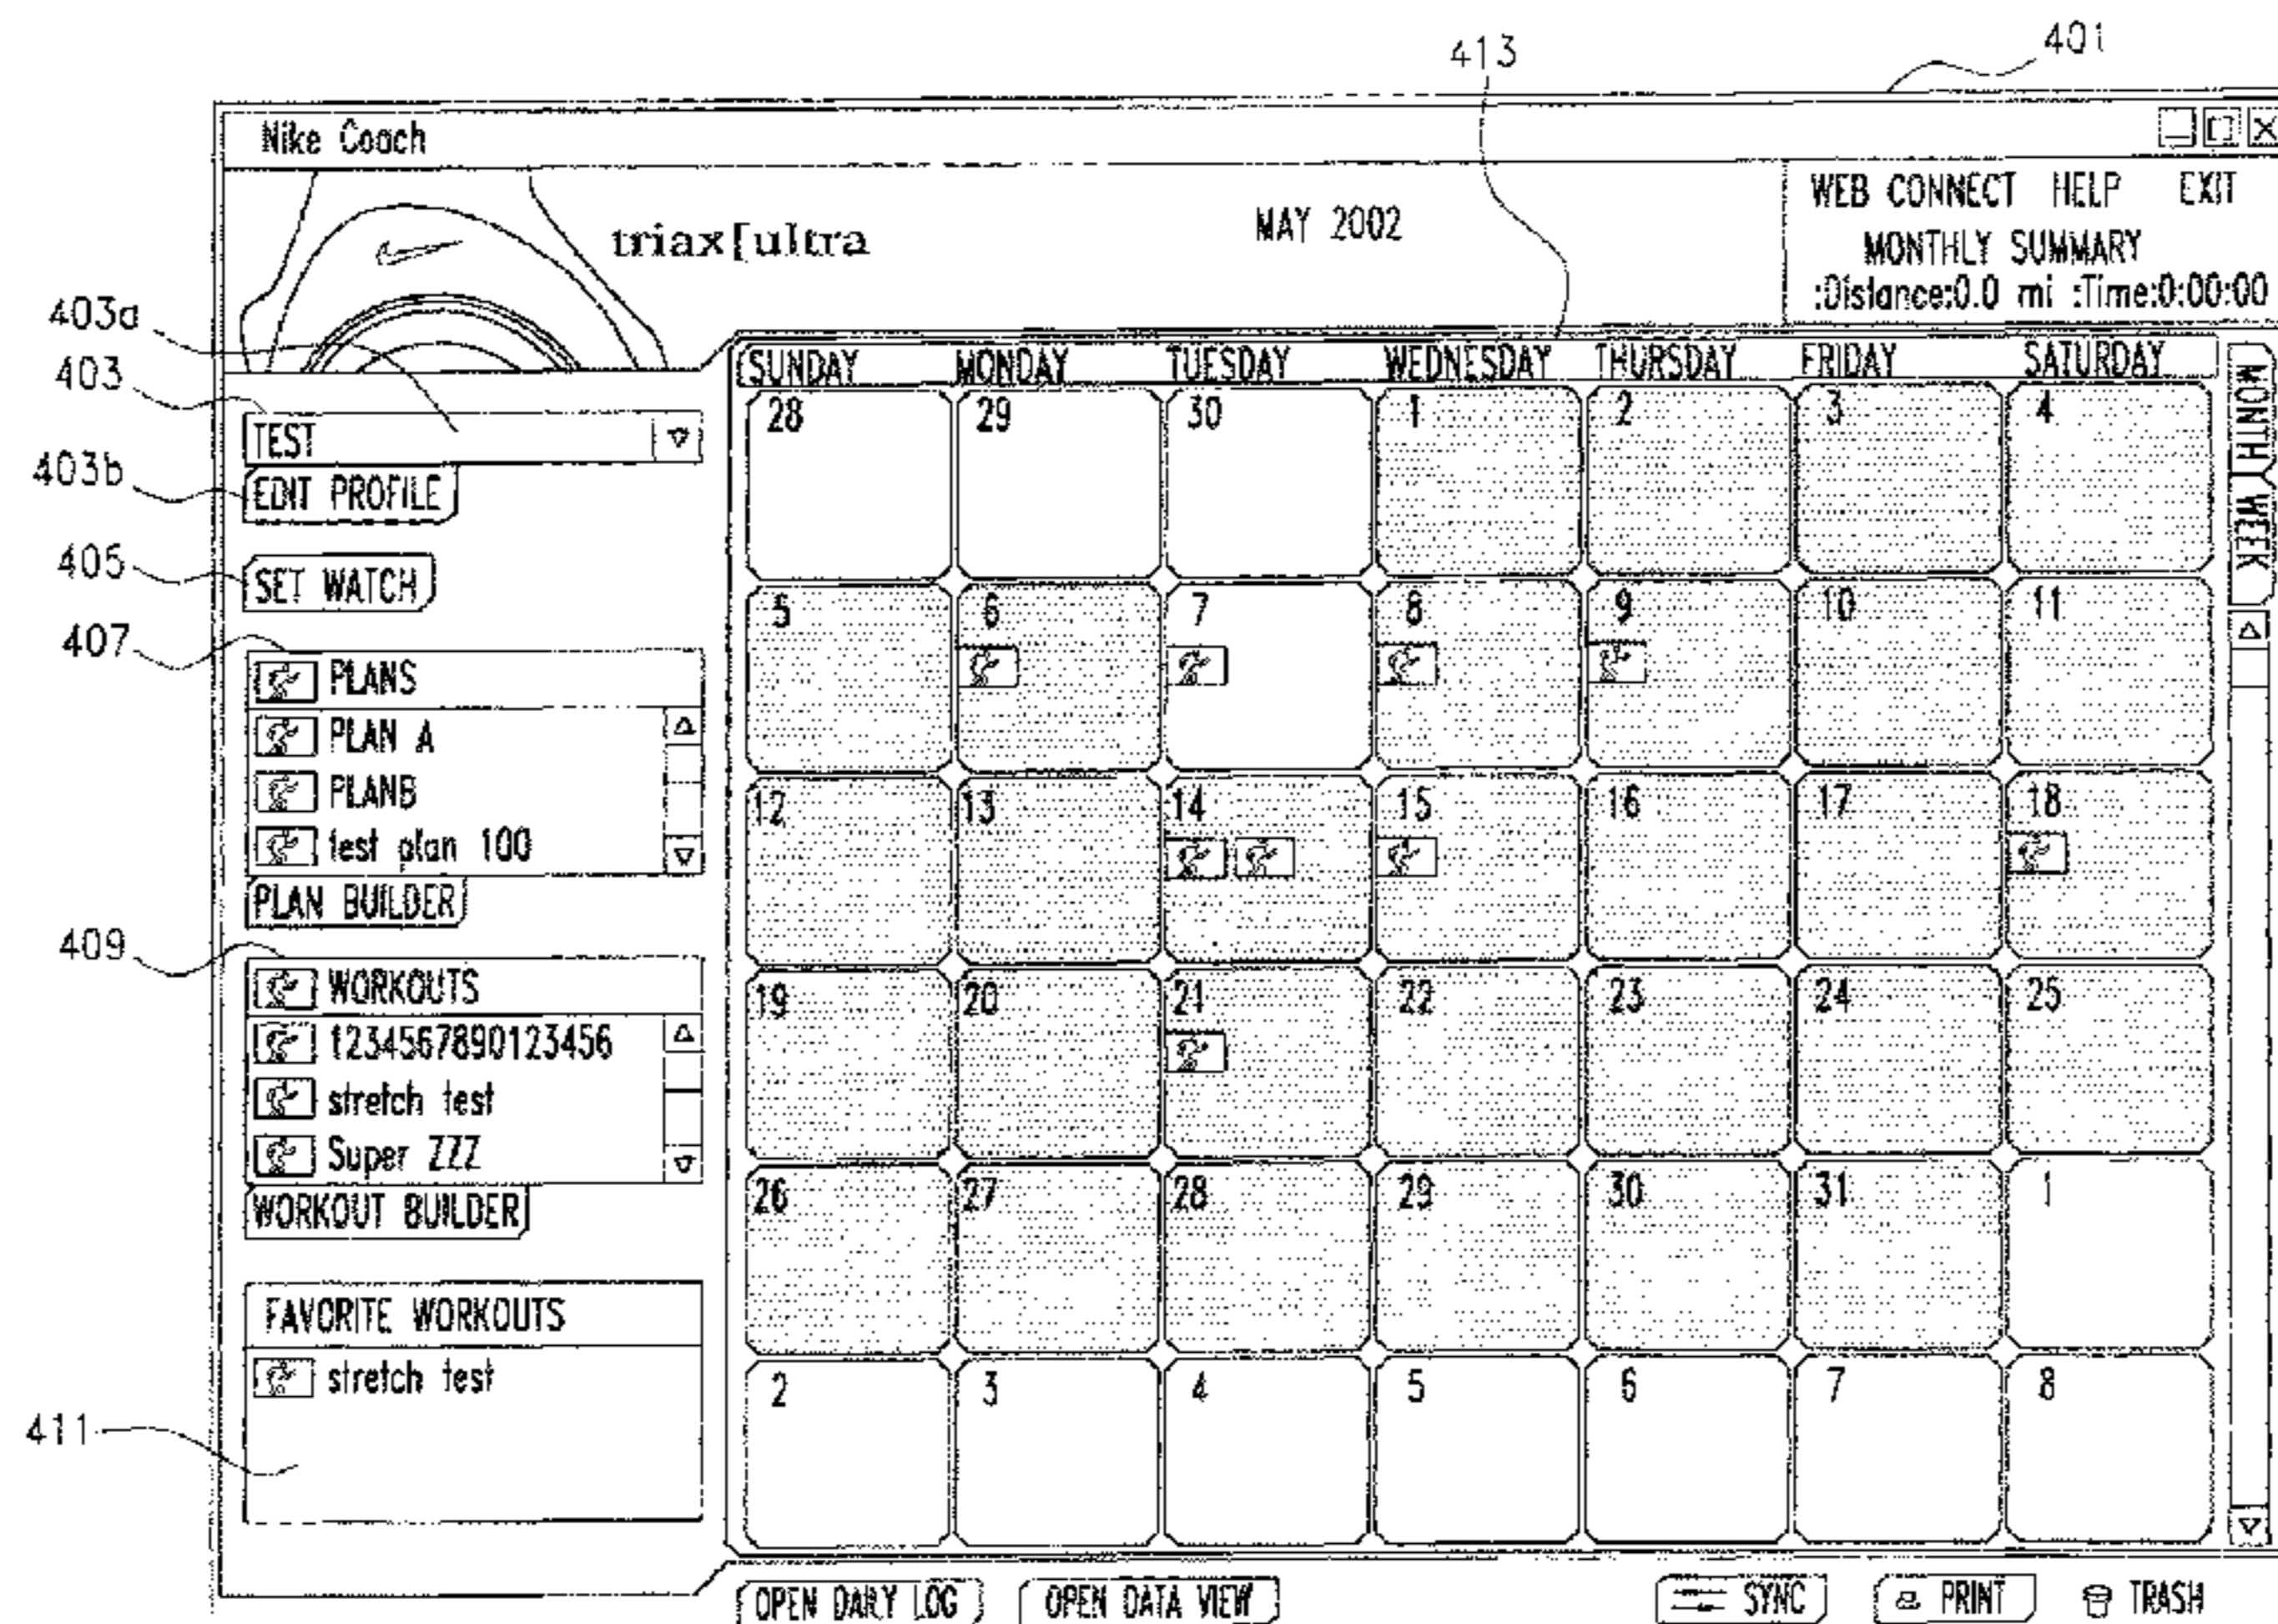 413
401
Nike Coach
triax[ultra
MAY 2002
WEB CONNECT HELP EXIT
MONTHLY SUMMARY
:Distance:0.0 mi :Time:0:00:00
403a
403
TEST
403b
EDIT PROFILE
405
SET WATCH
407
PLANS
PLAN A
PLANB
test plan 100
PLAN BUILDER
409
WORKOUTS
1234567890123456
stretch test
Super ZZZ
WORKOUT BUILDER
FAVORITE WORKOUTS
stretch test
411
SUNDAY MONDAY TUESDAY WEDNESDAY THURSDAY FRIDAY SATURDAY
28 29 30 1 2 3 4
5 6 7 8 9 10 11
12 13 14 15 16 17 18
19 20 21 22 23 24 25
26 27 28 29 30 31 1
2 3 4 5 6 7 8
MONTH
WEEK
OPEN DAILY LOG OPEN DATA VIEW SYNC PRINT TRASH